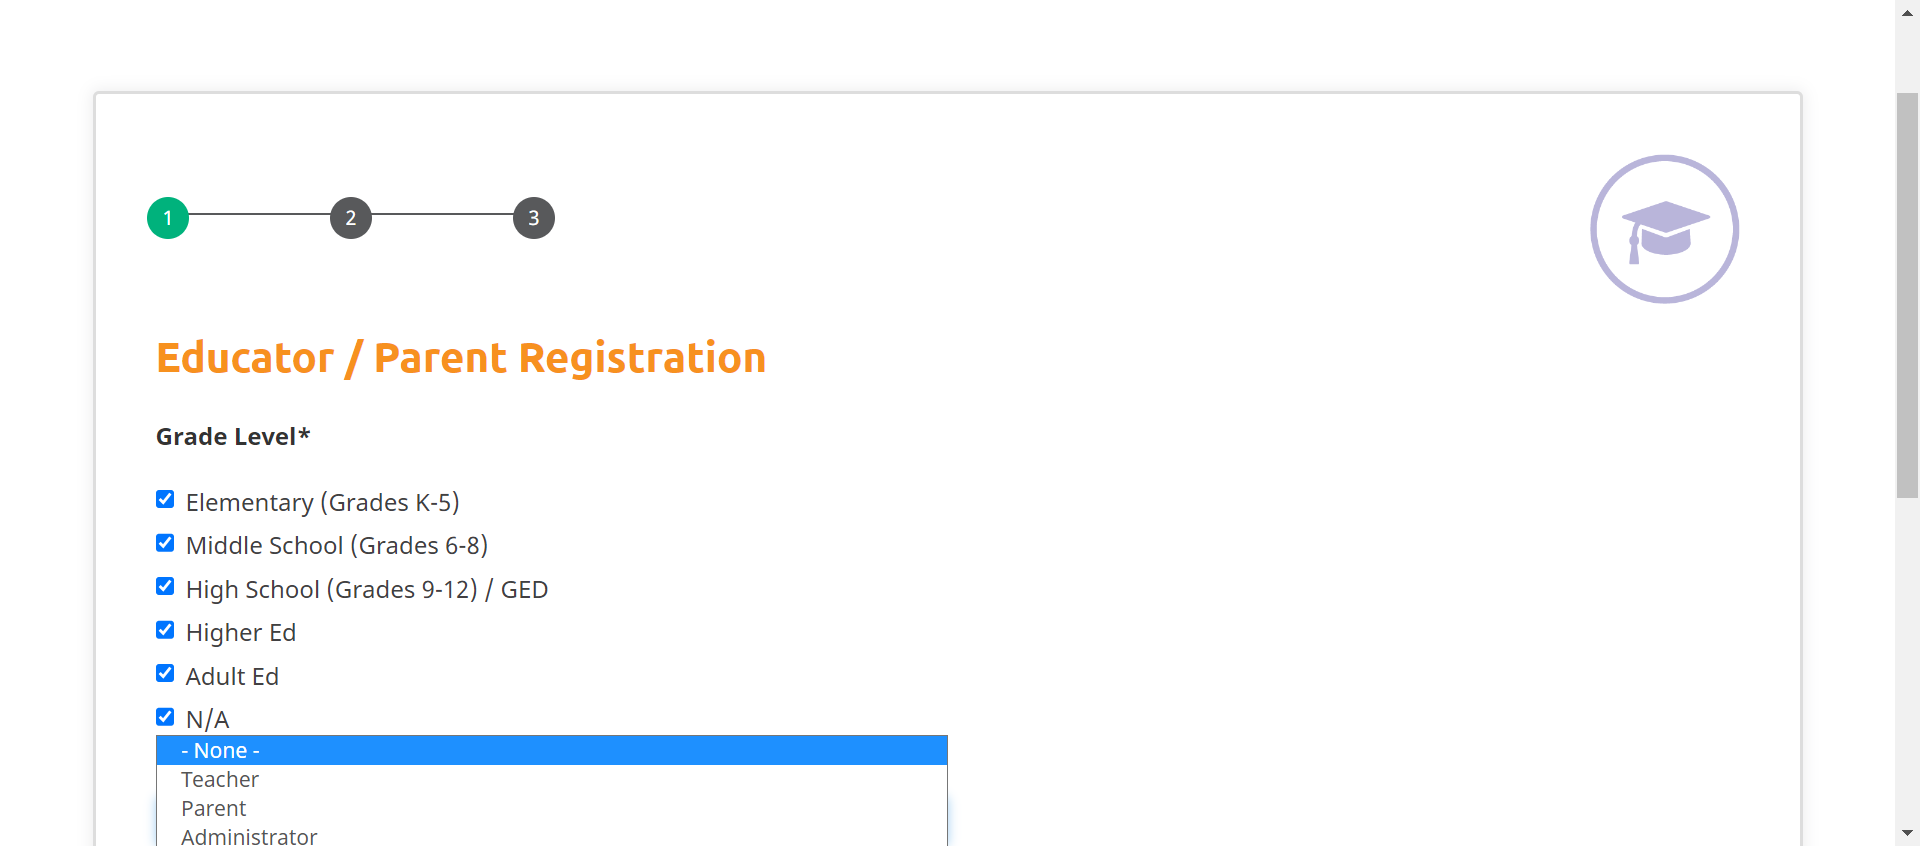 1 2 3
Educator / Parent Registration
Grade Level*
Elementary (Grades K-5)
Middle School (Grades 6-8)
High School (Grades 9-12) / GED
Higher Ed
Adult Ed
N/A
- None -
Teacher
Parent
Administrator